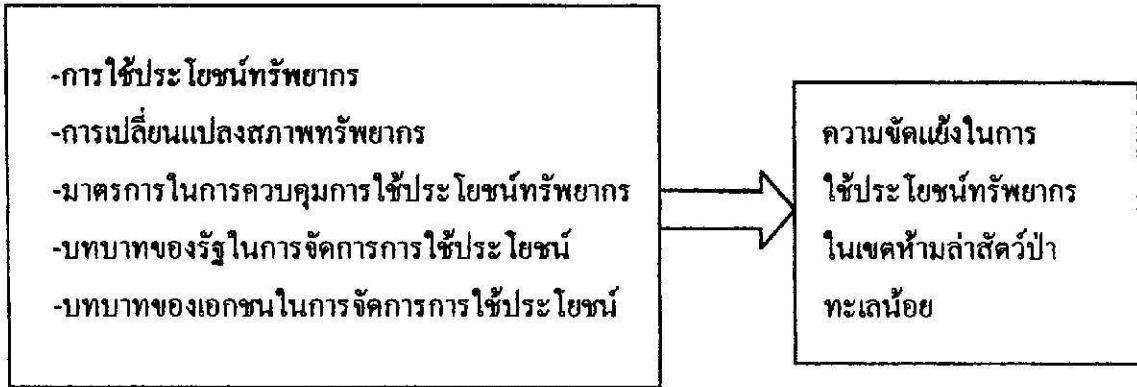 -การใช้ประโยชน์ทรัพยากร
-การเปลี่ยนแปลงสภาพทรัพยากร
-มาตรการในการควบคุมการใช้ประโยชน์ทรัพยากร
-บทบาทของรัฐในการจัดการการใช้ประโยชน์
-บทบาทของเอกชนในการจัดการการใช้ประโยชน์
ความขัดแย้งในการ
ใช้ประโยชน์ทรัพยากร
ในเขตห้ามล่าสัตว์ป่า
ทะเลน้อย